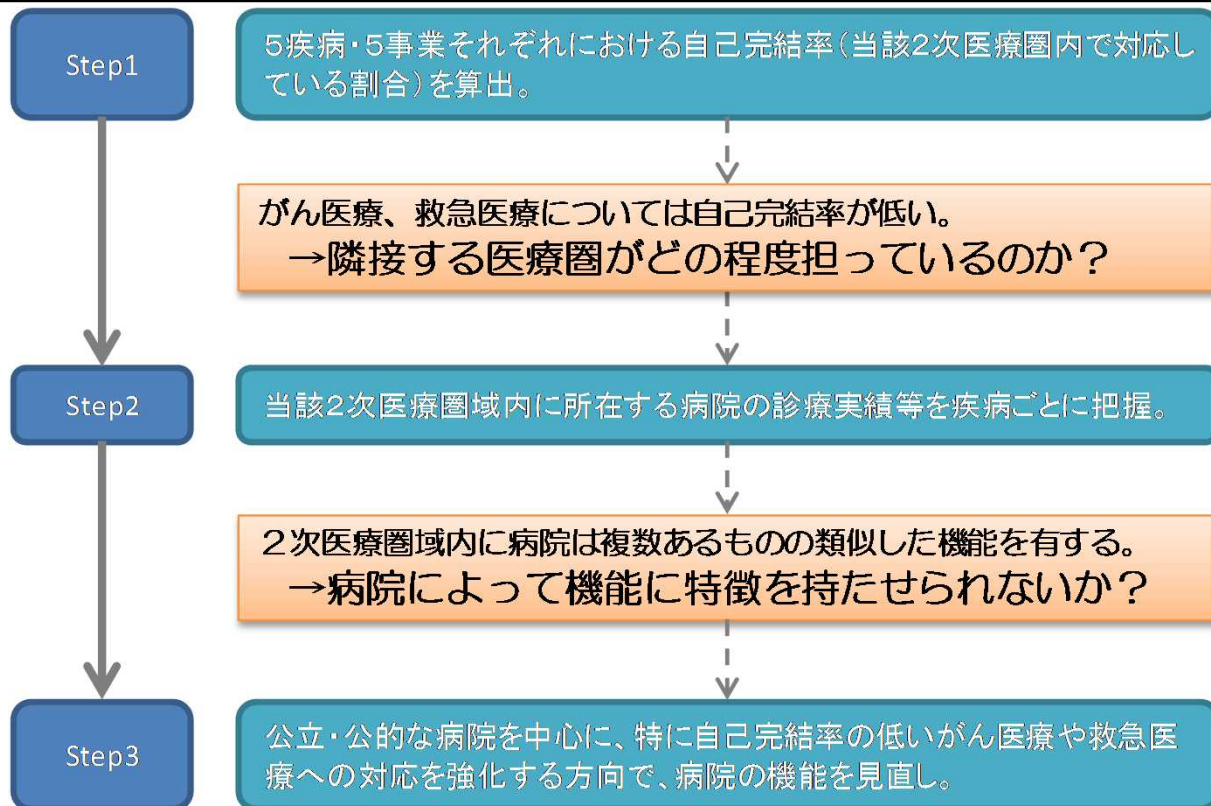 Step1
5疾病・5事業それぞれにおける自己完結率(当該2次医療圏内で対応し
ている割合)を算出。
がん医療、救急医療については自己完結率が低い。
→隣接する医療圏がどの程度担っているのか？
Step2
当該2次医療圏域内に所在する病院の診療実績等を疾病ごとに把握。
２次医療圏域内に病院は複数あるものの類似した機能を有する。
→病院によって機能に特徴を持たせられないか？
Step3
公立・公的な病院を中心に、特に自己完結率の低いがん医療や救急医
療への対応を強化する方向で、病院の機能を見直し。